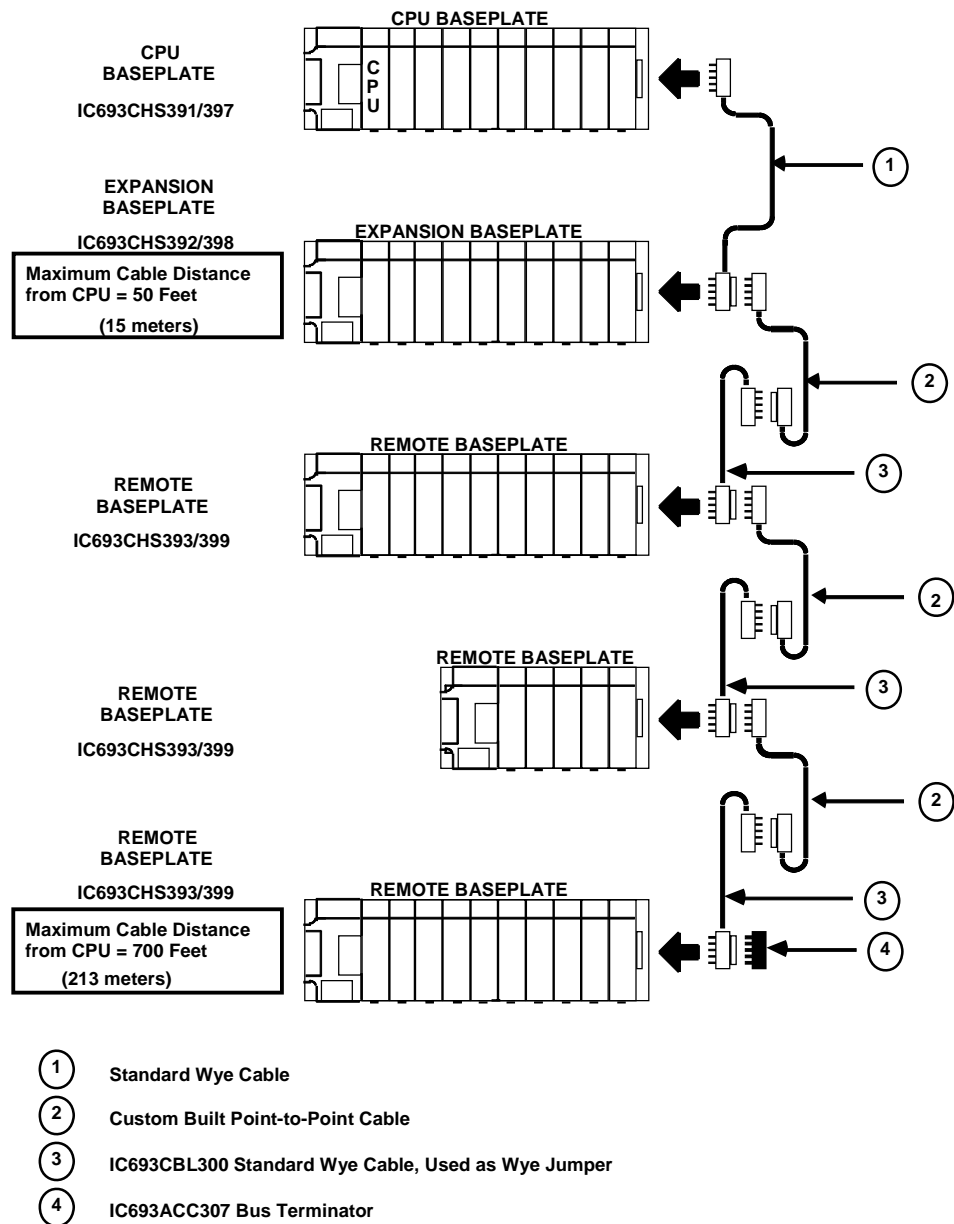 CPU BASEPLATE
CPU
BASEPLATE
IC693CHS391/397
C
P
U
1
EXPANSION
BASEPLATE
IC693CHS392/398
EXPANSION BASEPLATE
Maximum Cable Distance
from CPU = 50 Feet
(15 meters)
2
REMOTE BASEPLATE
3
REMOTE
BASEPLATE
IC693CHS393/399
2
REMOTE BASEPLATE
3
REMOTE
BASEPLATE
IC693CHS393/399
2
REMOTE
BASEPLATE
IC693CHS393/399
REMOTE BASEPLATE
3
Maximum Cable Distance
from CPU = 700 Feet
(213 meters)
4
1 Standard Wye Cable
2 Custom Built Point-to-Point Cable
3 IC693CBL300 Standard Wye Cable, Used as Wye Jumper
4 IC693ACC307 Bus Terminator